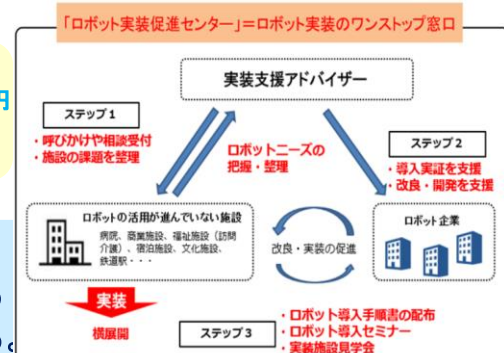 「ロボット実装促進センター」＝ロボット実装のワンストップ窓口
円
実装支援アドバイザー
ステップ１
・呼びかけや相談受付
・施設の課題を整理
ロボットニーズの
把握・整理
ステップ２
・導入実証を支援
・改良・開発を支援
ロボットの活用が進んでいない施設
病院、商業施設、福祉施設（訪問
介護）、宿泊施設、文化施設、
鉄道駅・・・
改良・実装の促進
ロボット企業
実装
横展開
ステップ３
・ロボット導入手順書の配布
・ロボット導入セミナー
・実装施設見学会